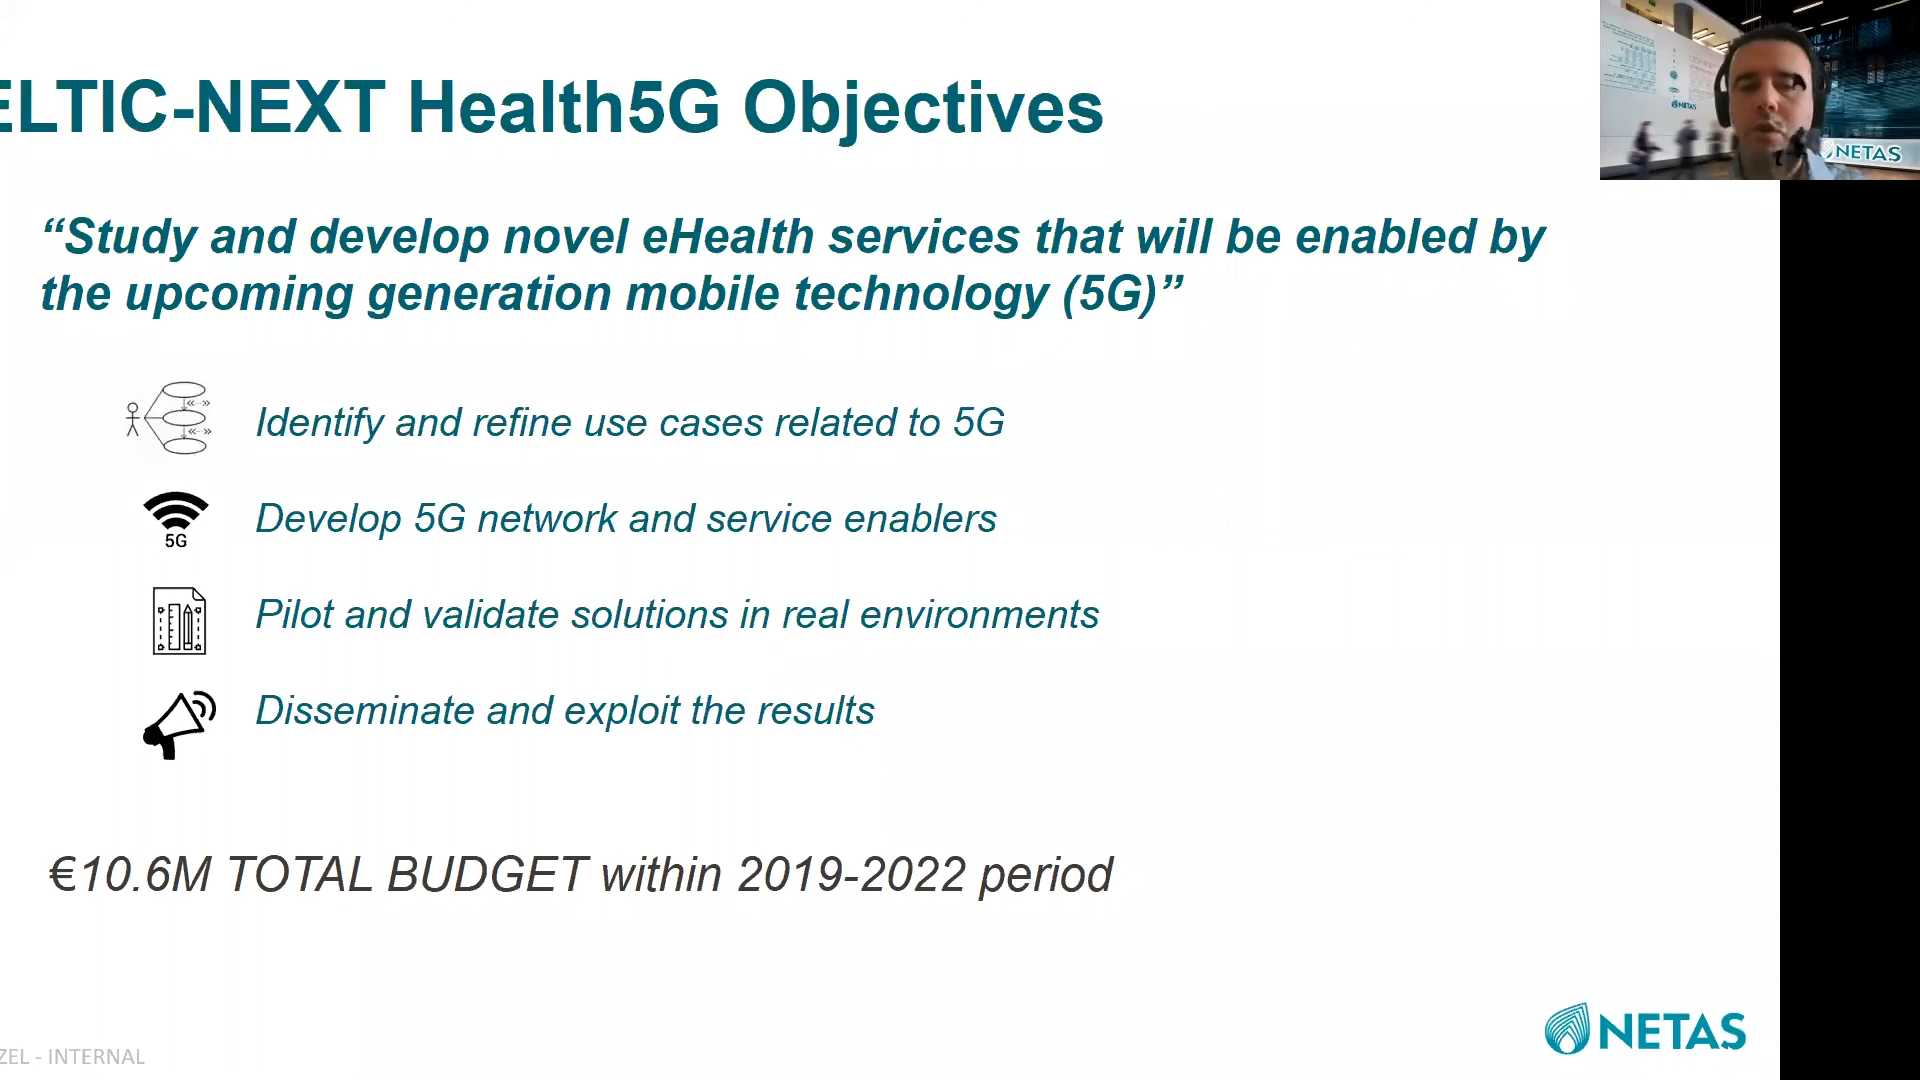 ELTIC-NEXT Health5G Objectives
“Study and develop novel eHealth services that will be enabled by
the upcoming generation mobile technology (5G)”
Identify and refine use cases related to 5G
5G
Develop 5G network and service enablers
Pilot and validate solutions in real environments
Disseminate and exploit the results
€10.6M TOTAL BUDGET within 2019-2022 period
NETAS
ZEL - INTERNAL
NETAS
NETAS